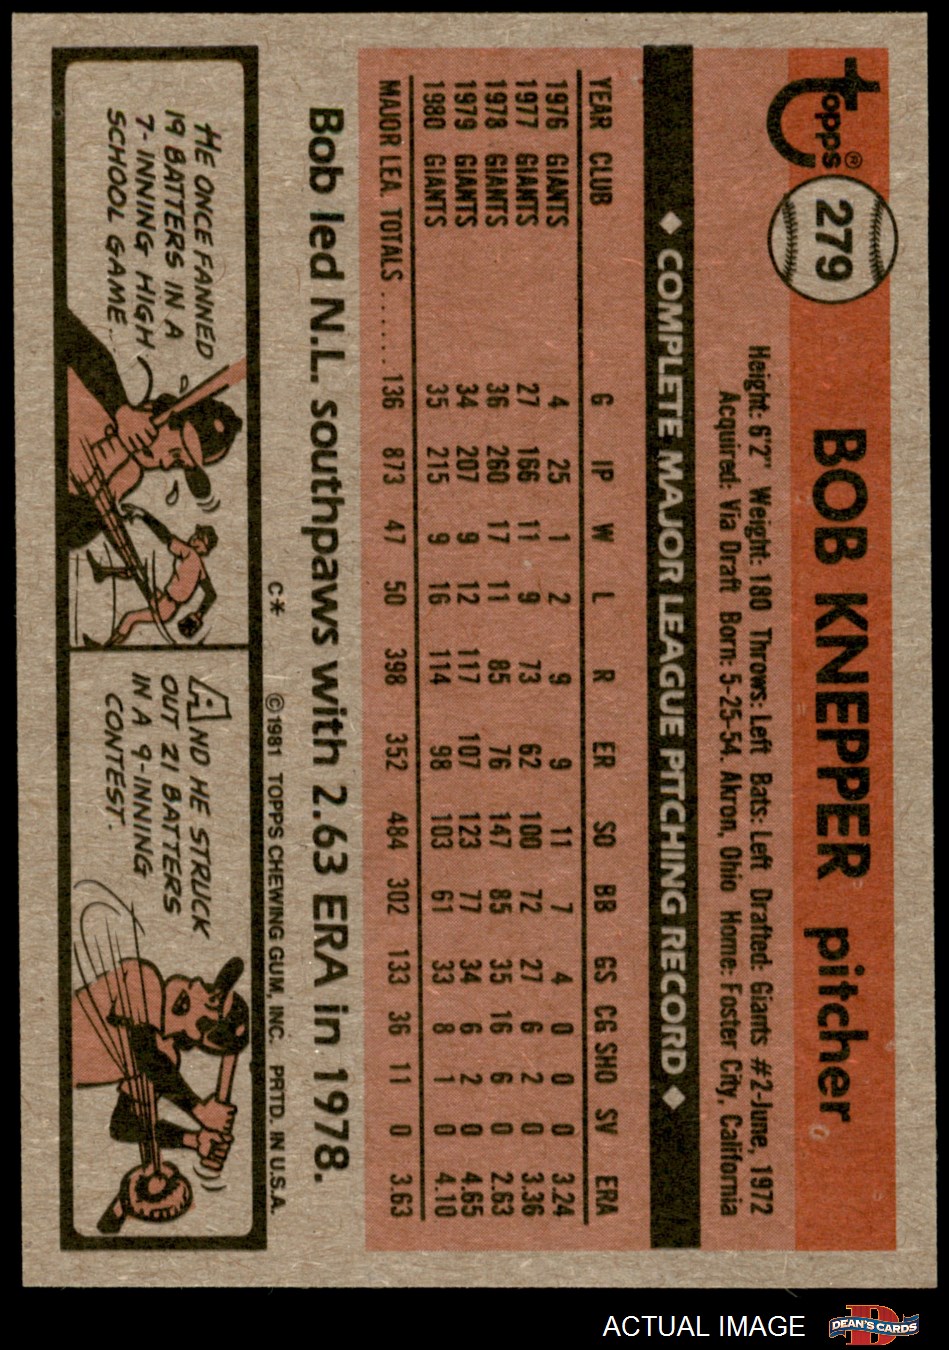 topps®
279
BOB KNEPPER pitcher
Height: 6'2" Weight: 180 Throws: Left Bats: Left Drafted: Giants #2-June, 1972
Acquired: Via Draft Born: 5-25-54, Akron, Ohio Home: Foster City, California
◆ COMPLETE MAJOR LEAGUE PITCHING RECORD ◆
YEAR CLUB G IP W L R ER SO BB GS CG SHO SV ERA
1976 GIANTS 4 25 1 2 9 9 11 7 4 0 0 0 3.24
1977 GIANTS 27 166 11 9 73 62 100 72 27 6 2 0 3.36
1978 GIANTS 36 260 17 11 85 76 147 85 35 16 6 0 2.63
1979 GIANTS 34 207 9 12 117 107 123 77 34 6 2 0 4.65
1980 GIANTS 35 215 9 16 114 98 103 61 33 8 1 0 4.10
MAJOR LEA. TOTALS ...... 136 873 47 50 398 352 484 302 133 36 11 0 3.63
Bob led N.L. southpaws with 2.63 ERA in 1978.
C* ©1981 TOPPS CHEWING GUM, INC. PRTD. IN U.S.A.
HE ONCE FANNED
19 BATTERS IN A
7-INNING HIGH
SCHOOL GAME...
AND HE STRUCK
OUT 21 BATTERS
IN A 9-INNING
CONTEST.
ACTUAL IMAGE
DEAN'S CARDS